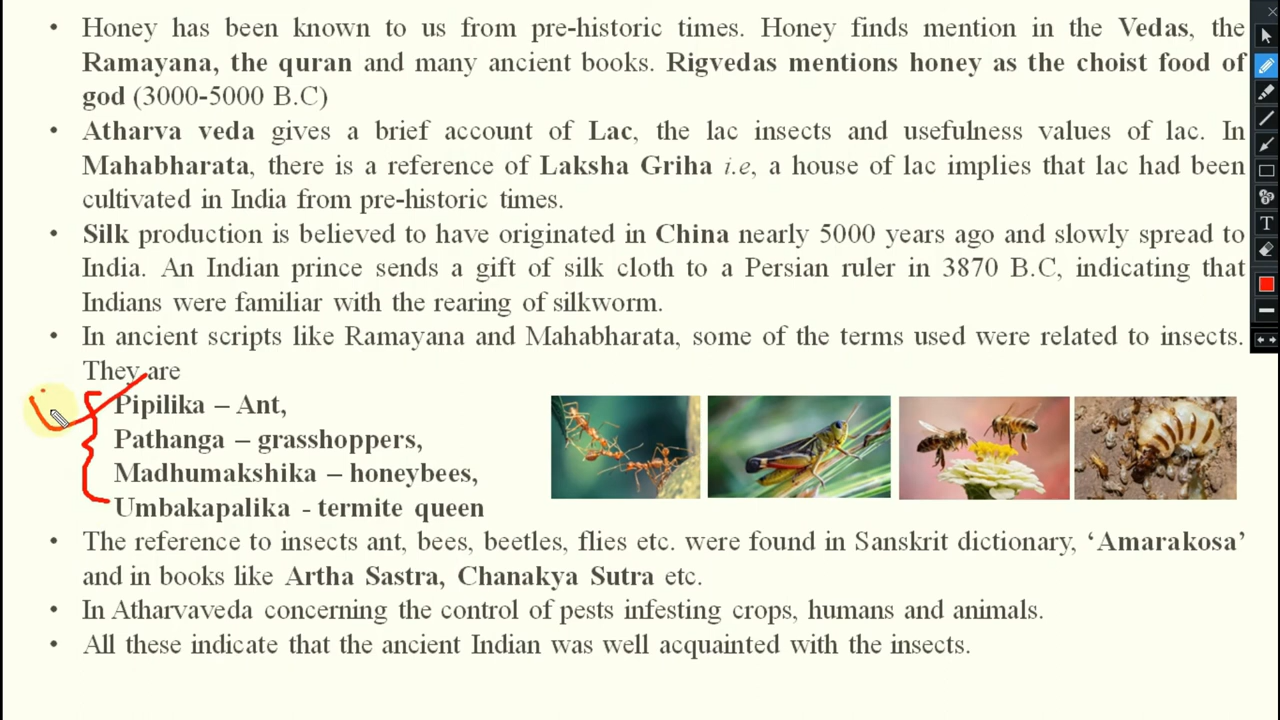 • Honey has been known to us from pre-historic times. Honey finds mention in the Vedas, the
Ramayana, the quran and many ancient books. Rigvedas mentions honey as the choist food of
god (3000-5000 B.C)
• Atharva veda gives a brief account of Lac, the lac insects and usefulness values of lac. In
Mahabharata, there is a reference of Laksha Griha i.e, a house of lac implies that lac had been
cultivated in India from pre-historic times.
• Silk production is believed to have originated in China nearly 5000 years ago and slowly spread to
India. An Indian prince sends a gift of silk cloth to a Persian ruler in 3870 B.C, indicating that
Indians were familiar with the rearing of silkworm.
• In ancient scripts like Ramayana and Mahabharata, some of the terms used were related to insects.
They are
Pipilika – Ant,
Pathanga – grasshoppers,
Madhumakshika – honeybees,
Umbakapalika - termite queen
• The reference to insects ant, bees, beetles, flies etc. were found in Sanskrit dictionary, ‘Amarakosa’
and in books like Artha Sastra, Chanakya Sutra etc.
• In Atharvaveda concerning the control of pests infesting crops, humans and animals.
• All these indicate that the ancient Indian was well acquainted with the insects.
T